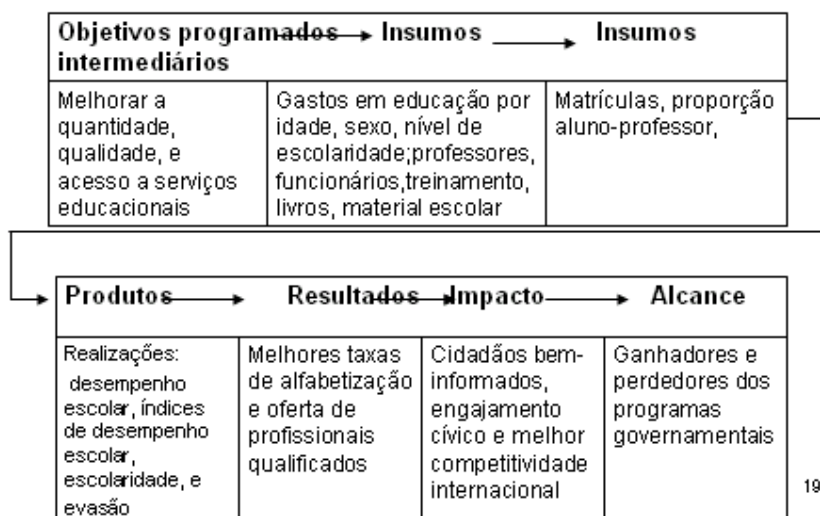 Objetivos programados Insumos Insumos
intermediários
Melhorar a
quantidade,
qualidade, e
acesso a serviços
educacionais
Gastos em educação por
idade, sexo, nível de
escolaridade;professores,
funcionários,treinamento,
livros, material escolar
Matrículas, proporção
aluno-professor,
Produtos Resultados Impacto Alcance
Realizações:
desempenho
escolar, índices
de desempenho
escolar,
escolaridade, e
evasão
Melhores taxas
de alfabetização
e oferta de
profissionais
qualificados
Cidadãos bem-
informados,
engajamento
cívico e melhor
competitividade
internacional
Ganhadores e
perdedores dos
programas
governamentais
19